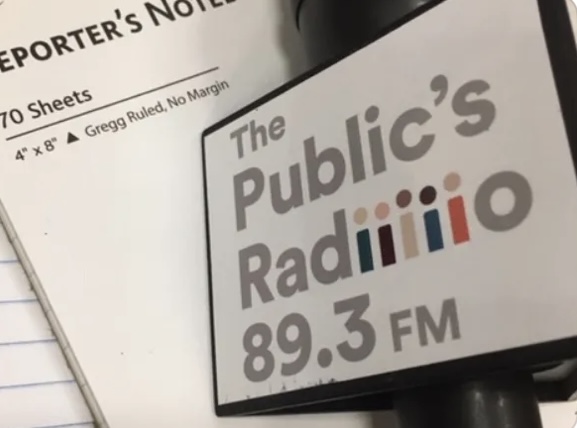 EPORTER'S NOTE
70 Sheets
4" x 8" ▲ Gregg Ruled, No Margin
The
Public's
Radiiiiio
89.3 FM